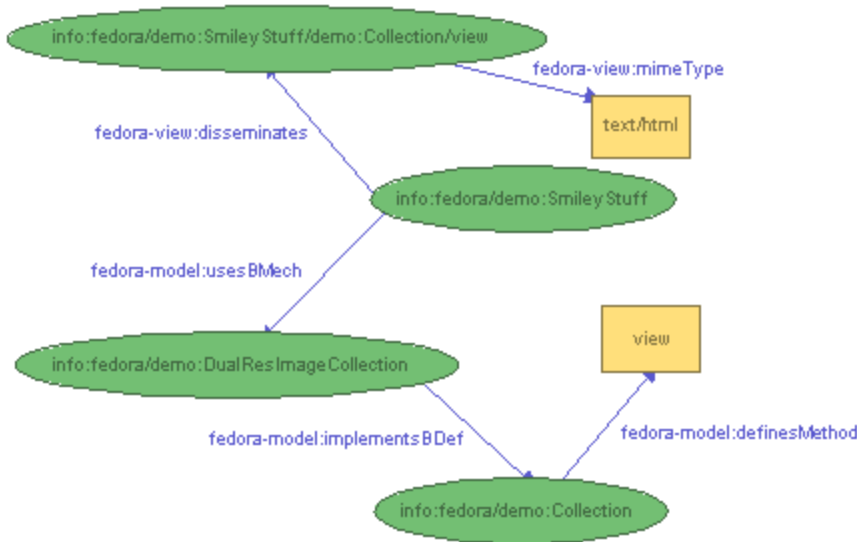 info:fedora/demo:SmileyStuff/demo:Collection/view
fedora-view:mimeType
text/html
fedora-view:disseminates
info:fedora/demo:SmileyStuff
fedora-model:usesBMech
view
info:fedora/demo:DualResImageCollection
fedora-model:implementsBDef
fedora-model:definesMethod
info:fedora/demo:Collection